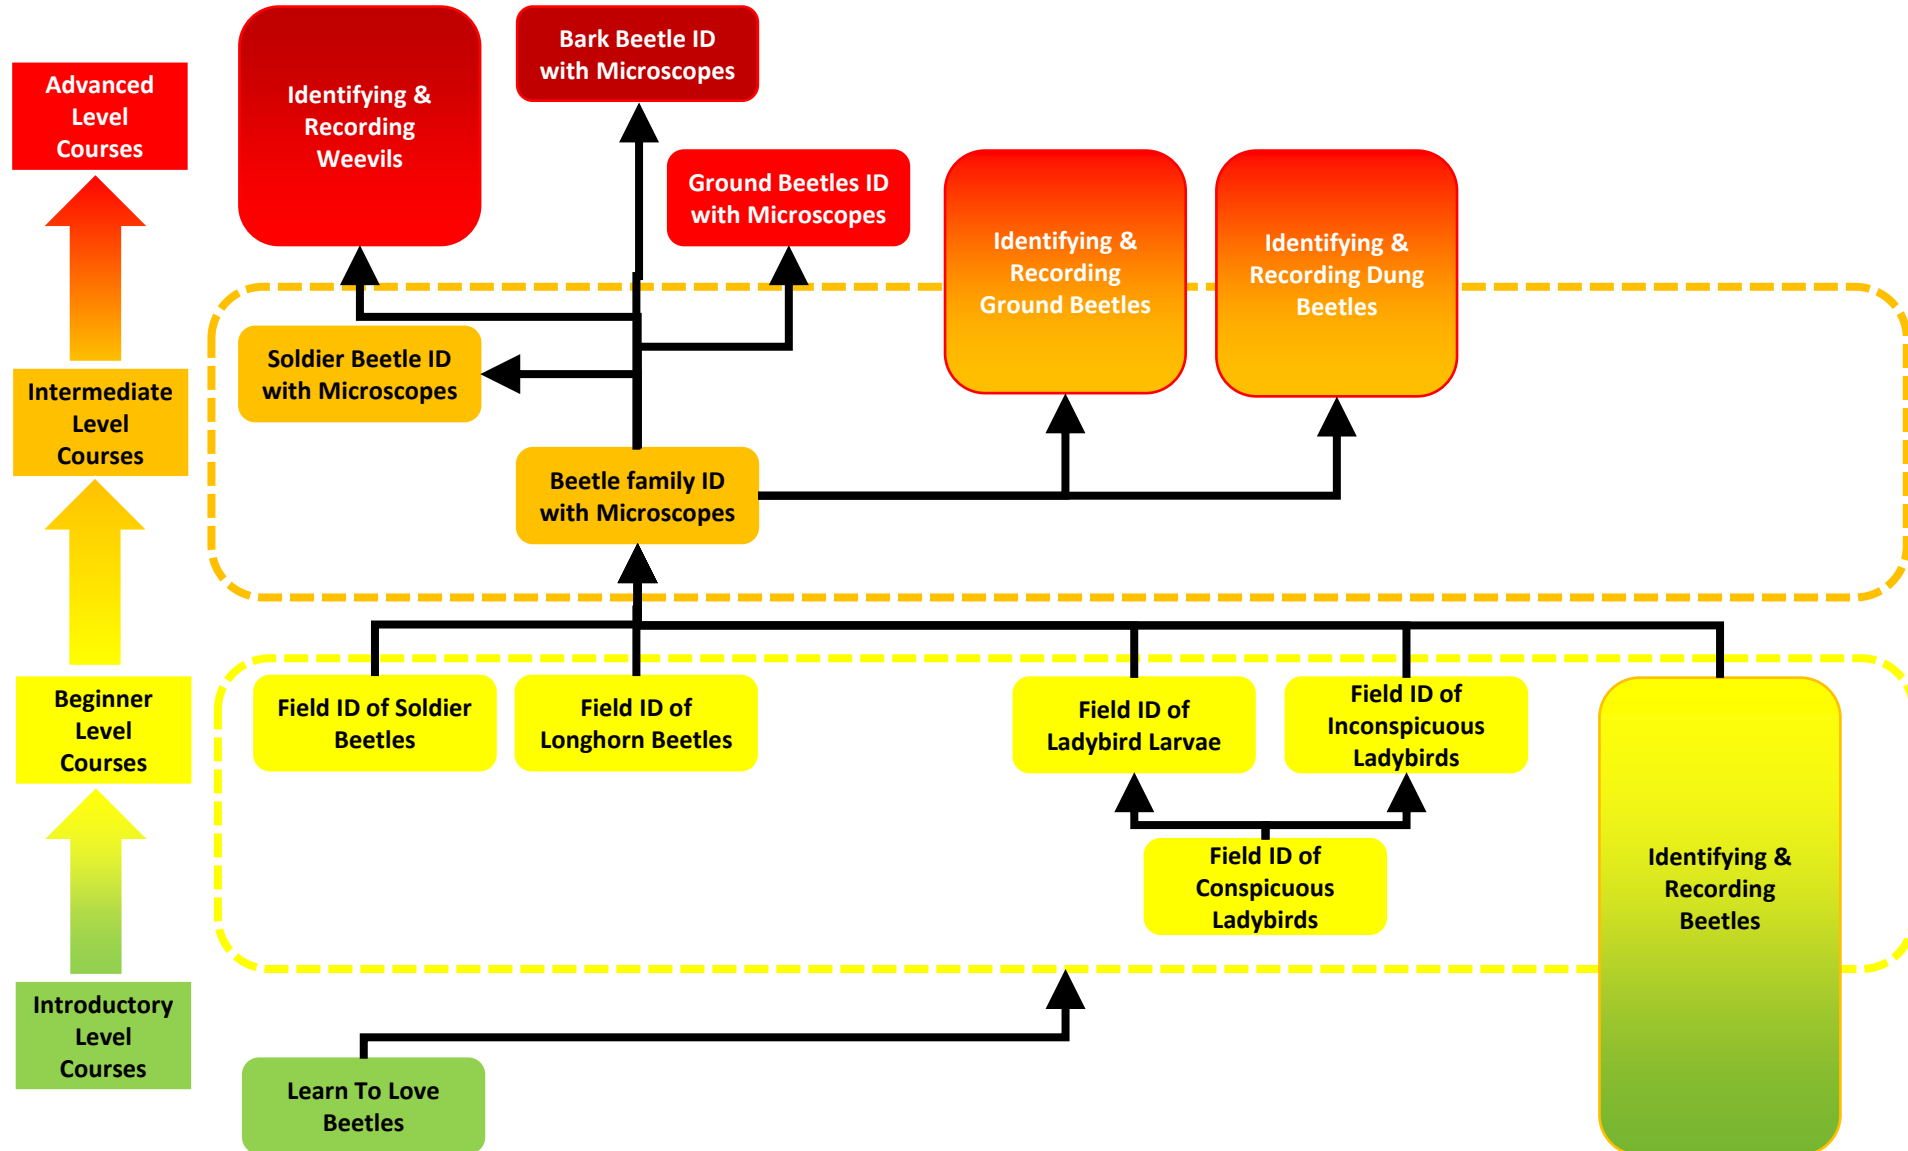 Bark Beetle ID
with Microscopes
Advanced
Level
Courses
Identifying &
Recording
Weevils
Ground Beetles ID
with Microscopes
Identifying &
Recording
Ground Beetles
Identifying &
Recording Dung
Beetles
Soldier Beetle ID
with Microscopes
Intermediate
Level
Courses
Beetle family ID
with Microscopes
Beginner
Level
Courses
Field ID of Soldier
Beetles
Field ID of
Longhorn Beetles
Field ID of
Ladybird Larvae
Field ID of
Inconspicuous
Ladybirds
Field ID of
Conspicuous
Ladybirds
Identifying &
Recording
Beetles
Introductory
Level
Courses
Learn To Love
Beetles